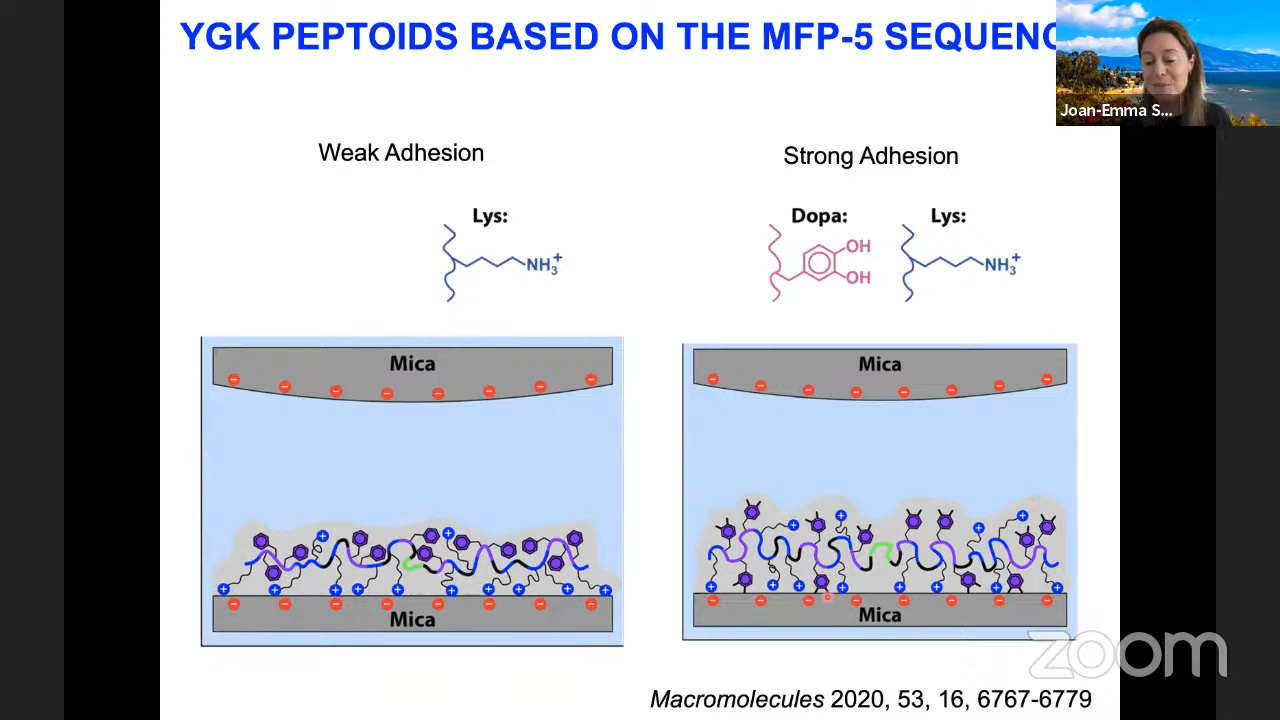 YGK PEPTOIDS BASED ON THE MFP-5 SEQUENC
Joan-Emma S...
Weak Adhesion
Strong Adhesion
Lys:
NH3+
Dopa:
OH
OH
Lys:
NH3+
Mica
Mica
Mica
Mica
zoom
Macromolecules 2020, 53, 16, 6767-6779